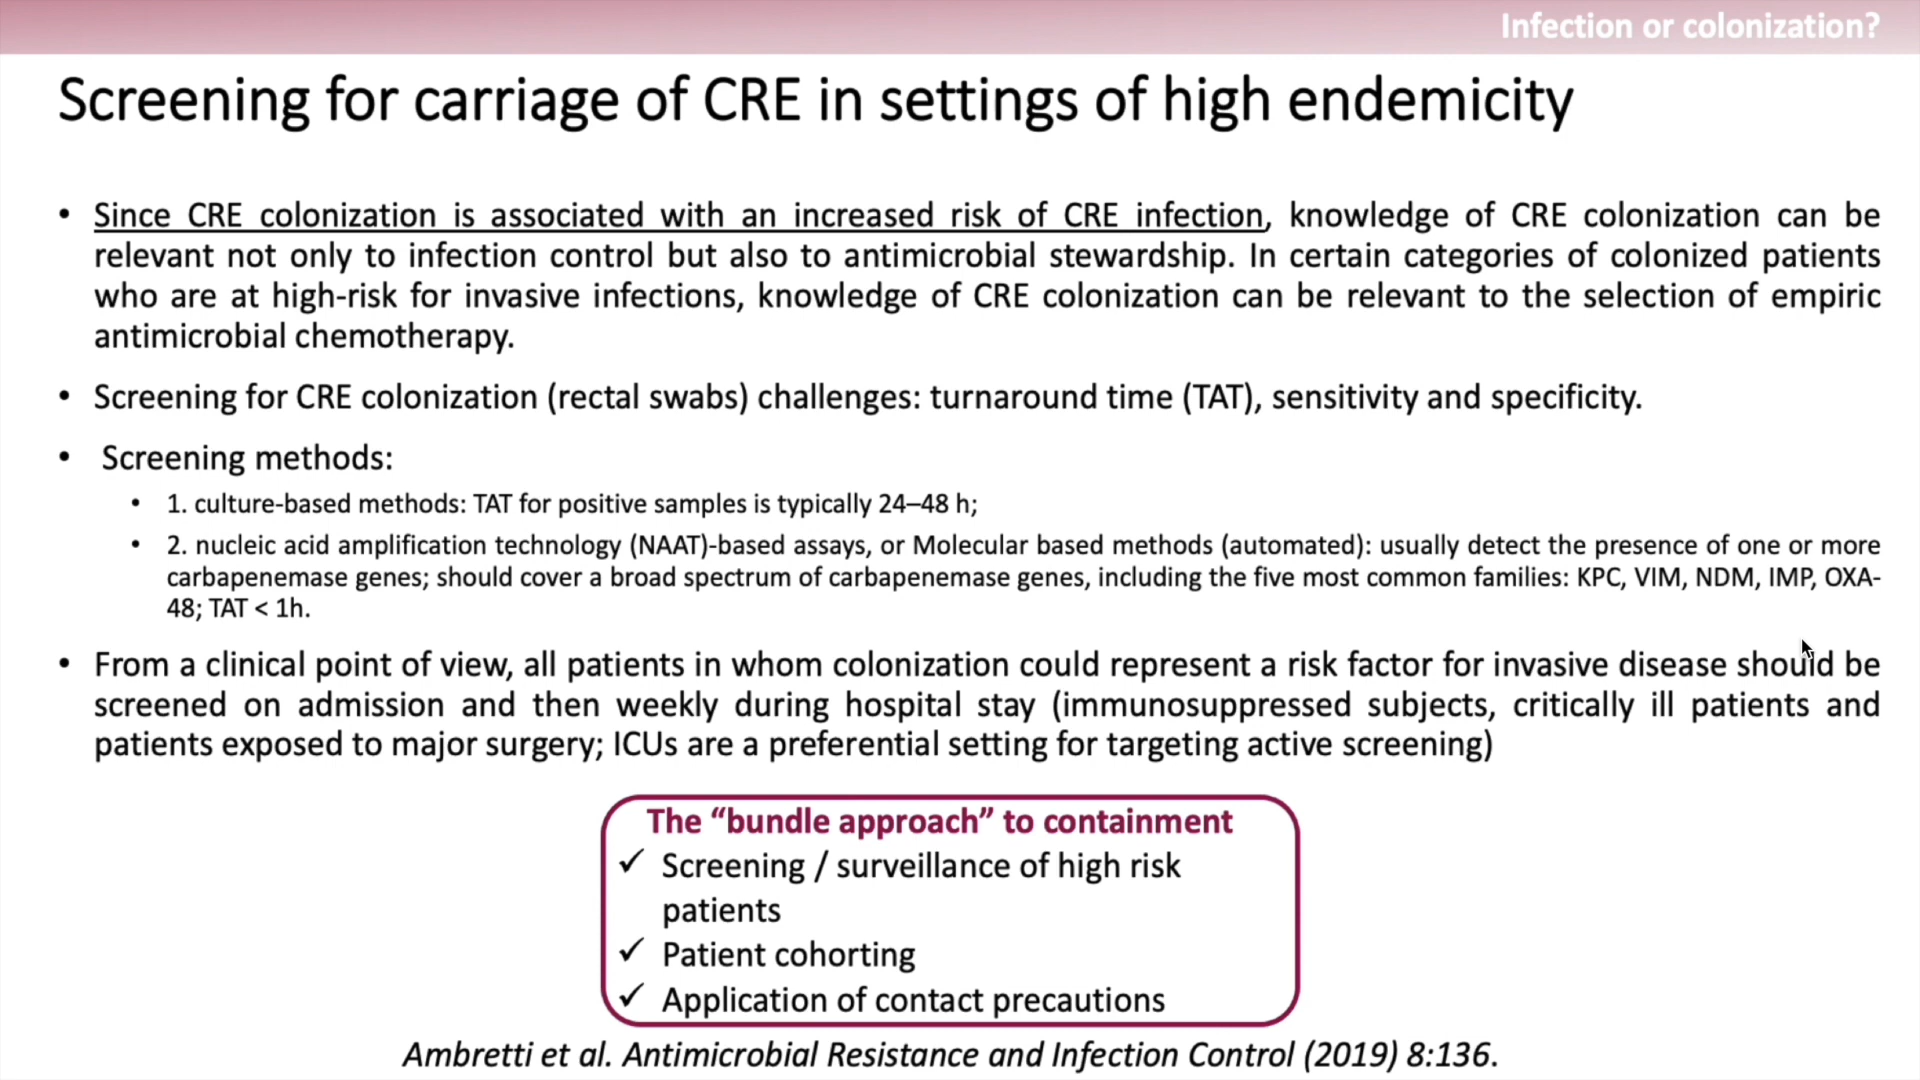 Infection or colonization?
Screening for carriage of CRE in settings of high endemicity
• Since CRE colonization is associated with an increased risk of CRE infection, knowledge of CRE colonization can be
relevant not only to infection control but also to antimicrobial stewardship. In certain categories of colonized patients
who are at high-risk for invasive infections, knowledge of CRE colonization can be relevant to the selection of empiric
antimicrobial chemotherapy.
• Screening for CRE colonization (rectal swabs) challenges: turnaround time (TAT), sensitivity and specificity.
• Screening methods:
• 1. culture-based methods: TAT for positive samples is typically 24–48 h;
• 2. nucleic acid amplification technology (NAAT)-based assays, or Molecular based methods (automated): usually detect the presence of one or more
carbapenemase genes; should cover a broad spectrum of carbapenemase genes, including the five most common families: KPC, VIM, NDM, IMP, OXA-
48; TAT < 1h.
• From a clinical point of view, all patients in whom colonization could represent a risk factor for invasive disease should be
screened on admission and then weekly during hospital stay (immunosuppressed subjects, critically ill patients and
patients exposed to major surgery; ICUs are a preferential setting for targeting active screening)
The “bundle approach” to containment
✓ Screening / surveillance of high risk
patients
✓ Patient cohorting
✓ Application of contact precautions
Ambretti et al. Antimicrobial Resistance and Infection Control (2019) 8:136.